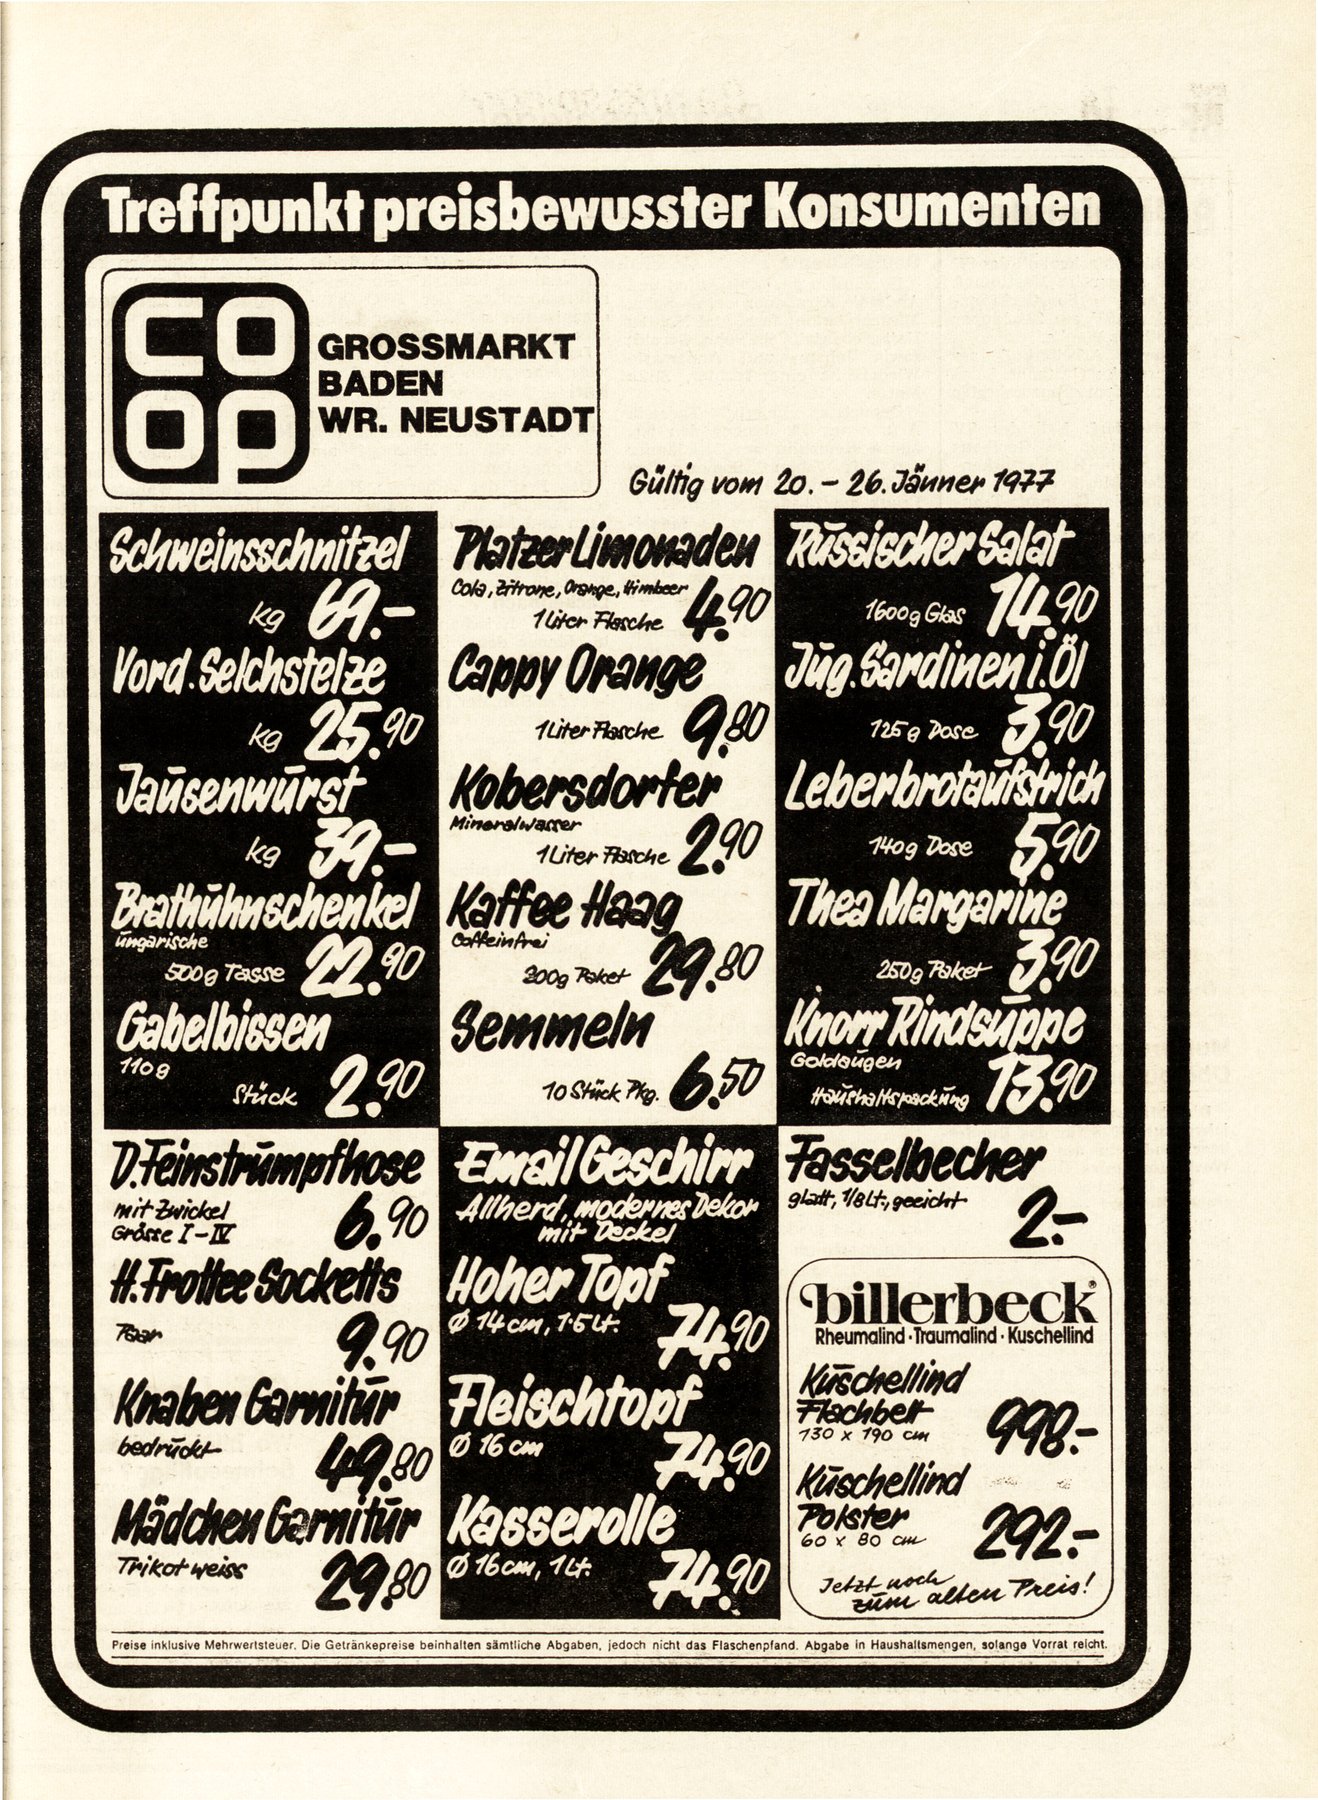 Treffpunkt preisbewusster Konsumenten
COOP
GROSSMARKT
BADEN
WR. NEUSTADT
Gültig vom 20. – 26. Jänner 1977
Schweinsschnitzel
kg 69.–
Vord. Selchstelze
kg 25.90
Jausenwurst
kg 39.–
Brathühnschenkel
ungarische
500g Tasse 22.90
Gabelbissen
110g
Stück 2.90
Platzer Limonaden
Cola, Zitrone, Orange, Himbeer
1 Liter Flasche 4.90
Cappy Orange
1 Liter Flasche 9.80
Kobersdorfer
Mineralwasser
1 Liter Flasche 2.90
Kaffee Haag
Coffeinfrei
200g Paket 29.80
Semmeln
10 Stück Pkg. 6.50
Russischer Salat
1600g Glas 14.90
Jug. Sardinen i. Öl
125g Dose 3.90
Leberbrotaufstrich
140g Dose 5.90
Thea Margarine
250g Paket 3.90
Knorr Rindsuppe
Goldaugen
Haushaltspackung 13.90
D. Feinstrumpfhose
mit Zwickel
Grösse I – IV 6.90
H. Frottee Socketts
Paar 9.90
Knaben Garnitur
bedruckt 49.80
Mädchen Garnitur
Trikot weiss 29.80
Email Geschirr
Allherd, modernes Dekor
mit Deckel
Hoher Topf
Ø 14 cm, 1·5 Lt. 74.90
Fleischtopf
Ø 16 cm 74.90
Kasserolle
Ø 16 cm, 1 Lt. 74.90
Fasselbecher
glatt, 1/8 Lt., geeicht
2.–
billerbeck®
Rheumalind · Traumalind · Kuschellind
Kuschellind
Flachbett
130 x 190 cm 998.–
Kuschellind
Polster
60 x 80 cm 292.–
Jetzt noch
zum alten Preis!
Preise inklusive Mehrwertsteuer. Die Getränkepreise beinhalten sämtliche Abgaben, jedoch nicht das Flaschenpfand. Abgabe in Haushaltsmengen, solange Vorrat reicht.